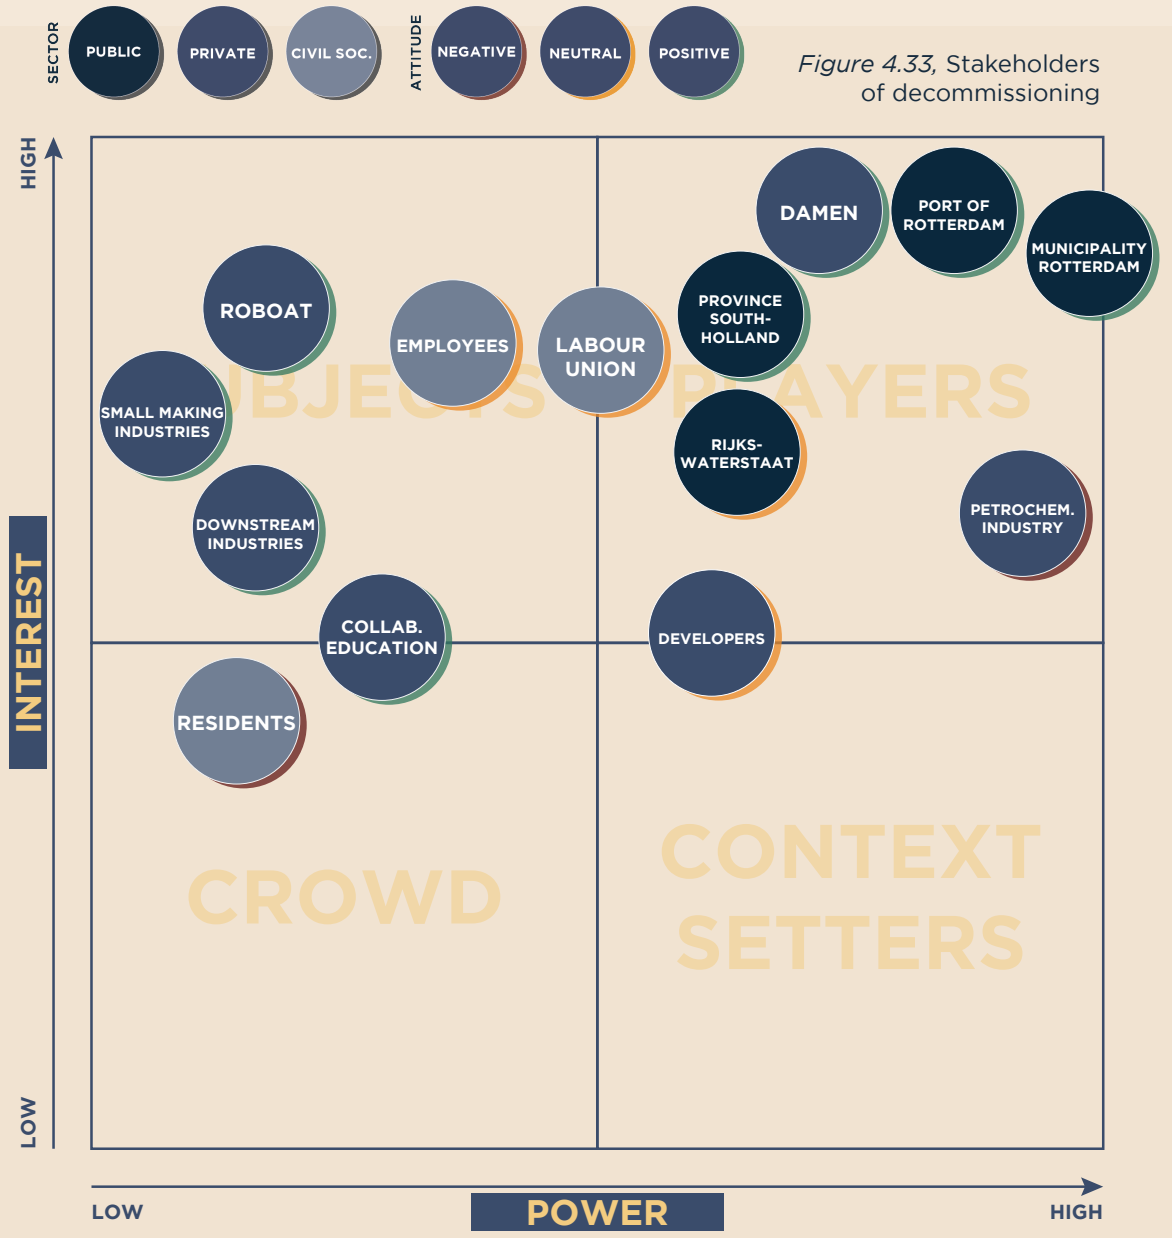 SECTOR
PUBLIC
PRIVATE
CIVIL SOC.
ATTITUDE
NEGATIVE
NEUTRAL
POSITIVE
Figure 4.33, Stakeholders
of decommissioning
HIGH
INTEREST
LOW
DAMEN
PORT OF
ROTTERDAM
MUNICIPALITY
ROTTERDAM
ROBOAT
EMPLOYEES
LABOUR
UNION
PROVINCE
SOUTH-
HOLLAND
UBJECTS
PLAYERS
SMALL MAKING
INDUSTRIES
RIJKS-
WATERSTAAT
DOWNSTREAM
INDUSTRIES
PETROCHEM.
INDUSTRY
COLLAB.
EDUCATION
DEVELOPERS
RESIDENTS
CROWD
CONTEXT
SETTERS
LOW
POWER
HIGH